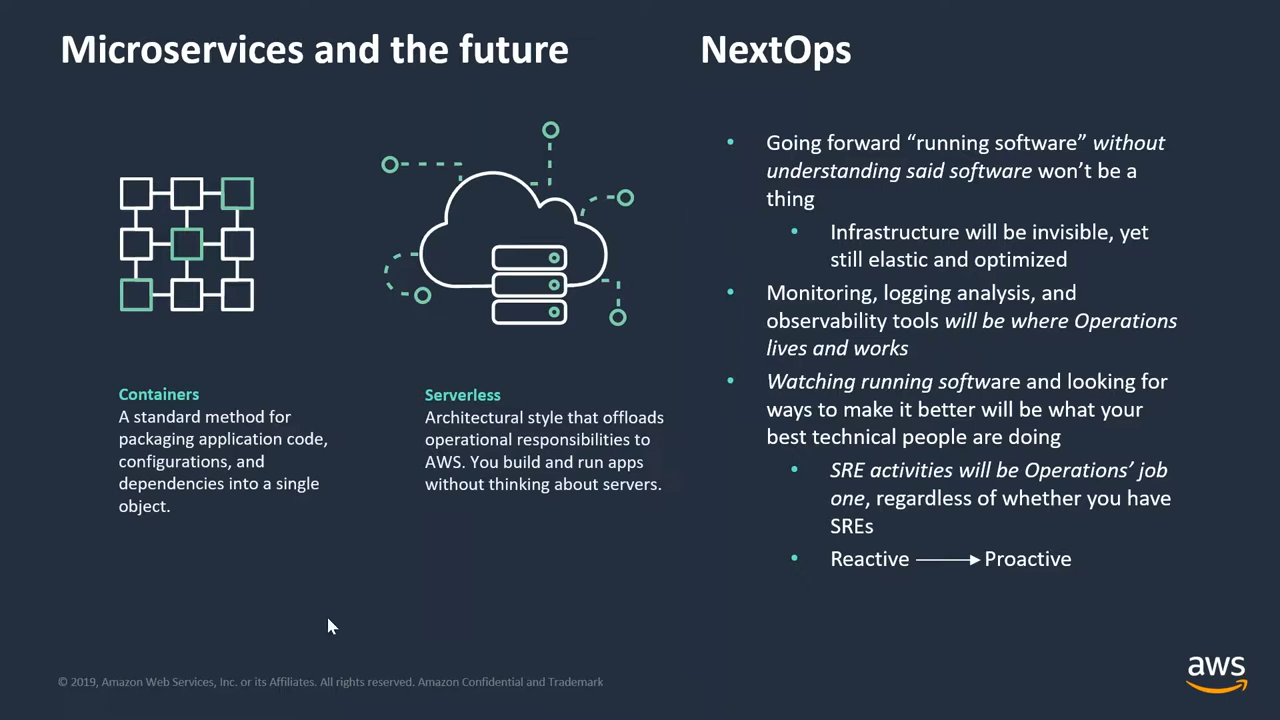 Microservices and the future
NextOps
Containers
A standard method for
packaging application code,
configurations, and
dependencies into a single
object.
Serverless
Architectural style that offloads
operational responsibilities to
AWS. You build and run apps
without thinking about servers.
• Going forward “running software” without
understanding said software won’t be a
thing
• Infrastructure will be invisible, yet
still elastic and optimized
• Monitoring, logging analysis, and
observability tools will be where Operations
lives and works
• Watching running software and looking for
ways to make it better will be what your
best technical people are doing
• SRE activities will be Operations’ job
one, regardless of whether you have
SREs
• Reactive ⟶ Proactive
© 2019, Amazon Web Services, Inc. or its Affiliates. All rights reserved. Amazon Confidential and Trademark
aws